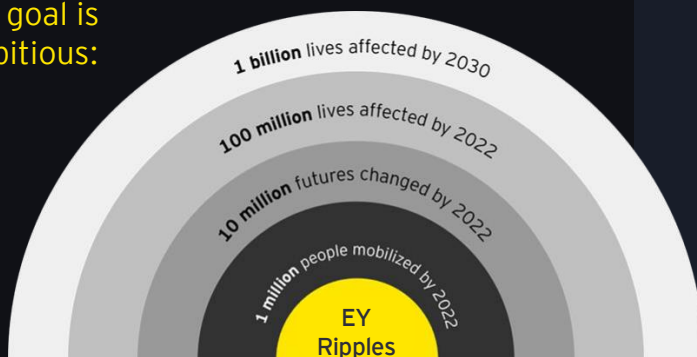 goal is
bitious:
1 billion lives affected by 2030
100 million lives affected by 2022
10 million futures changed by 2022
1 million people mobilized by 2022
EY
Ripples